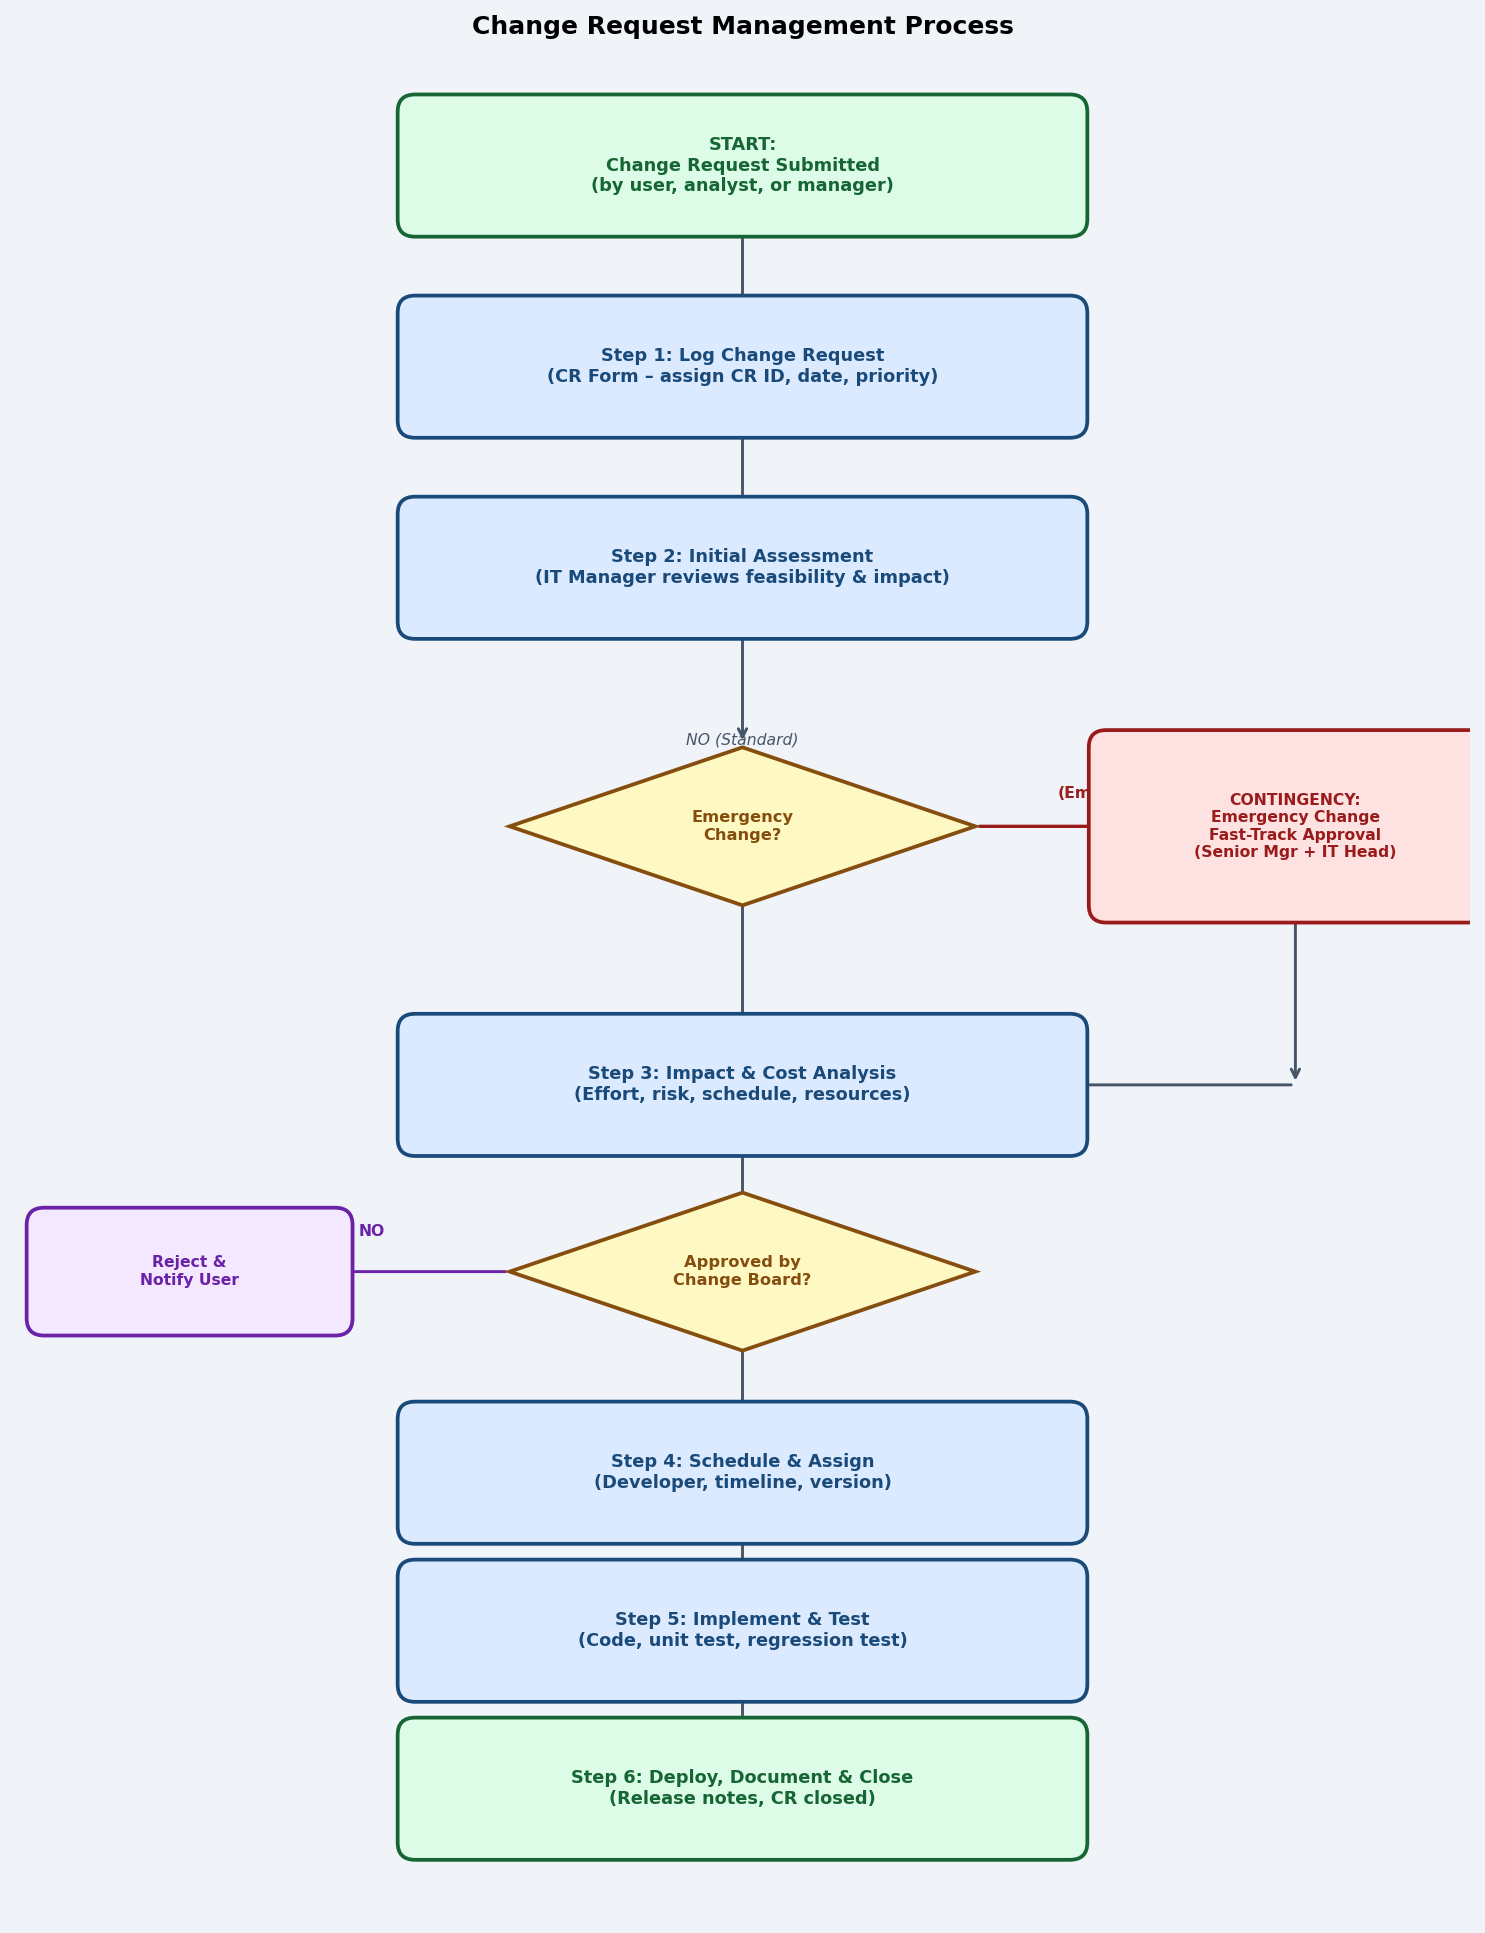 Change Request Management Process
START:
Change Request Submitted
(by user, analyst, or manager)
Step 1: Log Change Request
(CR Form – assign CR ID, date, priority)
Step 2: Initial Assessment
(IT Manager reviews feasibility & impact)
NO (Standard)
Emergency
Change?
(Em
CONTINGENCY:
Emergency Change
Fast-Track Approval
(Senior Mgr + IT Head)
Step 3: Impact & Cost Analysis
(Effort, risk, schedule, resources)
NO
Reject &
Notify User
Approved by
Change Board?
Step 4: Schedule & Assign
(Developer, timeline, version)
Step 5: Implement & Test
(Code, unit test, regression test)
Step 6: Deploy, Document & Close
(Release notes, CR closed)